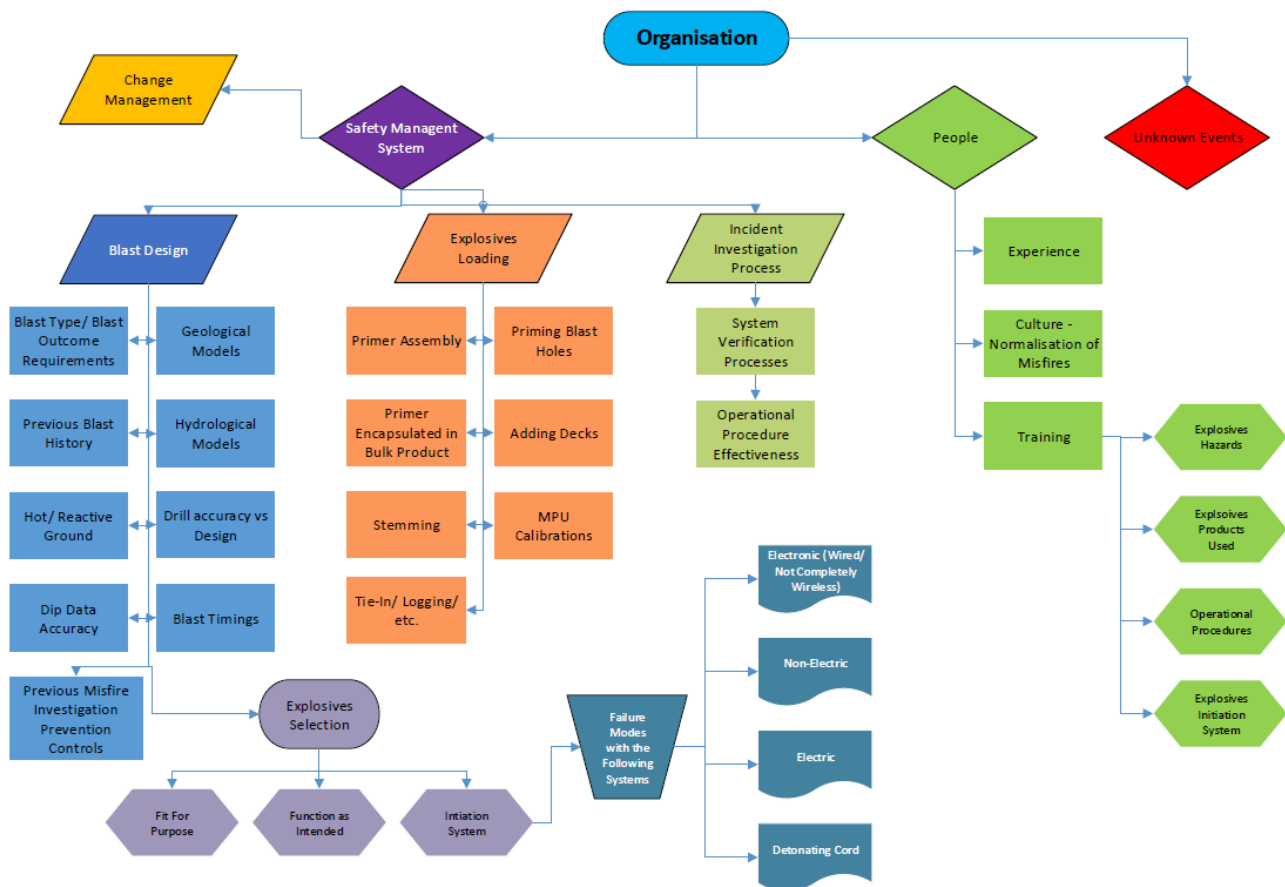 Organisation
Change
Management
Safety Managent
System
People
Unknown Events
Blast Design
Explosives
Loading
Incident
Investigation
Process
Experience
Blast Type/ Blast
Outcome
Requirements
Geological
Models
Primer Assembly
Priming Blast
Holes
System
Verification
Processes
Culture -
Normalisation of
Misfires
Previous Blast
History
Hydrological
Models
Primer
Encapsulated in
Bulk Product
Adding Decks
Operational
Procedure
Effectiveness
Training
Explosives
Hazards
Hot/ Reactive
Ground
Drill accuracy vs
Design
Stemming
MPU
Calibrations
Explsoives
Products
Used
Electronic (Wired/
Not Completely
Wireless)
Dip Data
Accuracy
Blast Timings
Tie-In/ Logging/
etc.
Operational
Procedures
Non-Electric
Previous Misfire
Investigation
Prevention
Controls
Explosives
Selection
Failure
Modes
with the
Following
Systems
Explosives
Initiation
System
Electric
Fit For
Purpose
Function as
Intended
Intiation
System
Detonating Cord